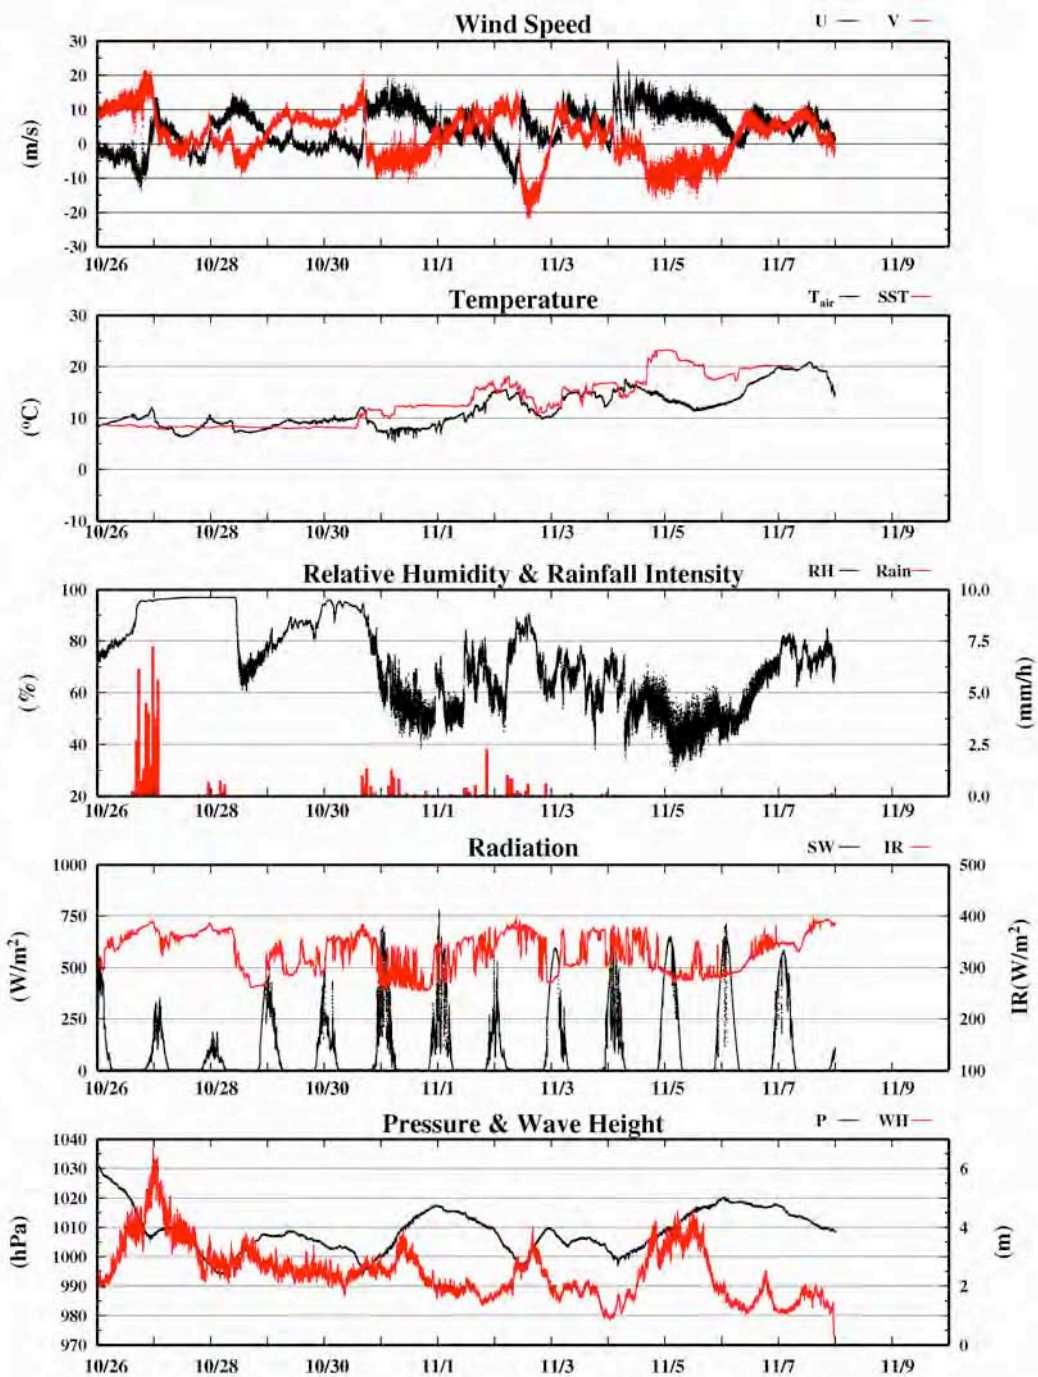 Wind Speed U V
30
20
10
0
-10
-20
-30
(m/s)
10/26 10/28 10/30 11/1 11/3 11/5 11/7 11/9
Temperature Tair SST
30
20
10
0
-10
(ºC)
10/26 10/28 10/30 11/1 11/3 11/5 11/7 11/9
Relative Humidity & Rainfall Intensity RH Rain
100 10.0
80 7.5
60 5.0
40 2.5
20 0.0
(%) (mm/h)
10/26 10/28 10/30 11/1 11/3 11/5 11/7 11/9
Radiation SW IR
1000 500
750 400
500 300
250 200
0 100
(W/m²) IR(W/m²)
10/26 10/28 10/30 11/1 11/3 11/5 11/7 11/9
Pressure & Wave Height P WH
1040
1030 6
1020
1010 4
1000
990 2
980
970 0
(hPa) (m)
10/26 10/28 10/30 11/1 11/3 11/5 11/7 11/9